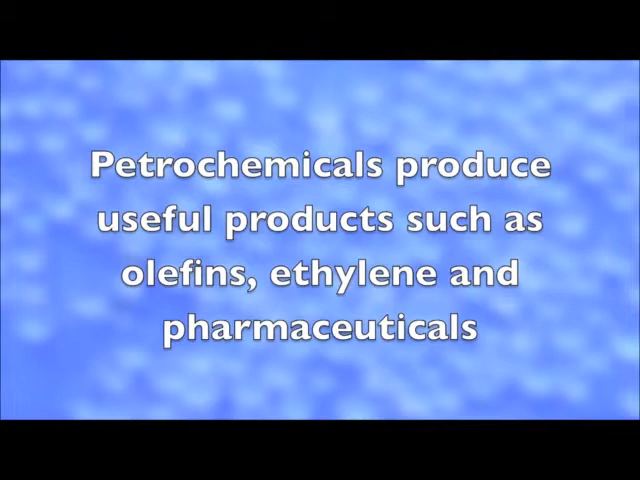 Petrochemicals produce
useful products such as
olefins, ethylene and
pharmaceuticals